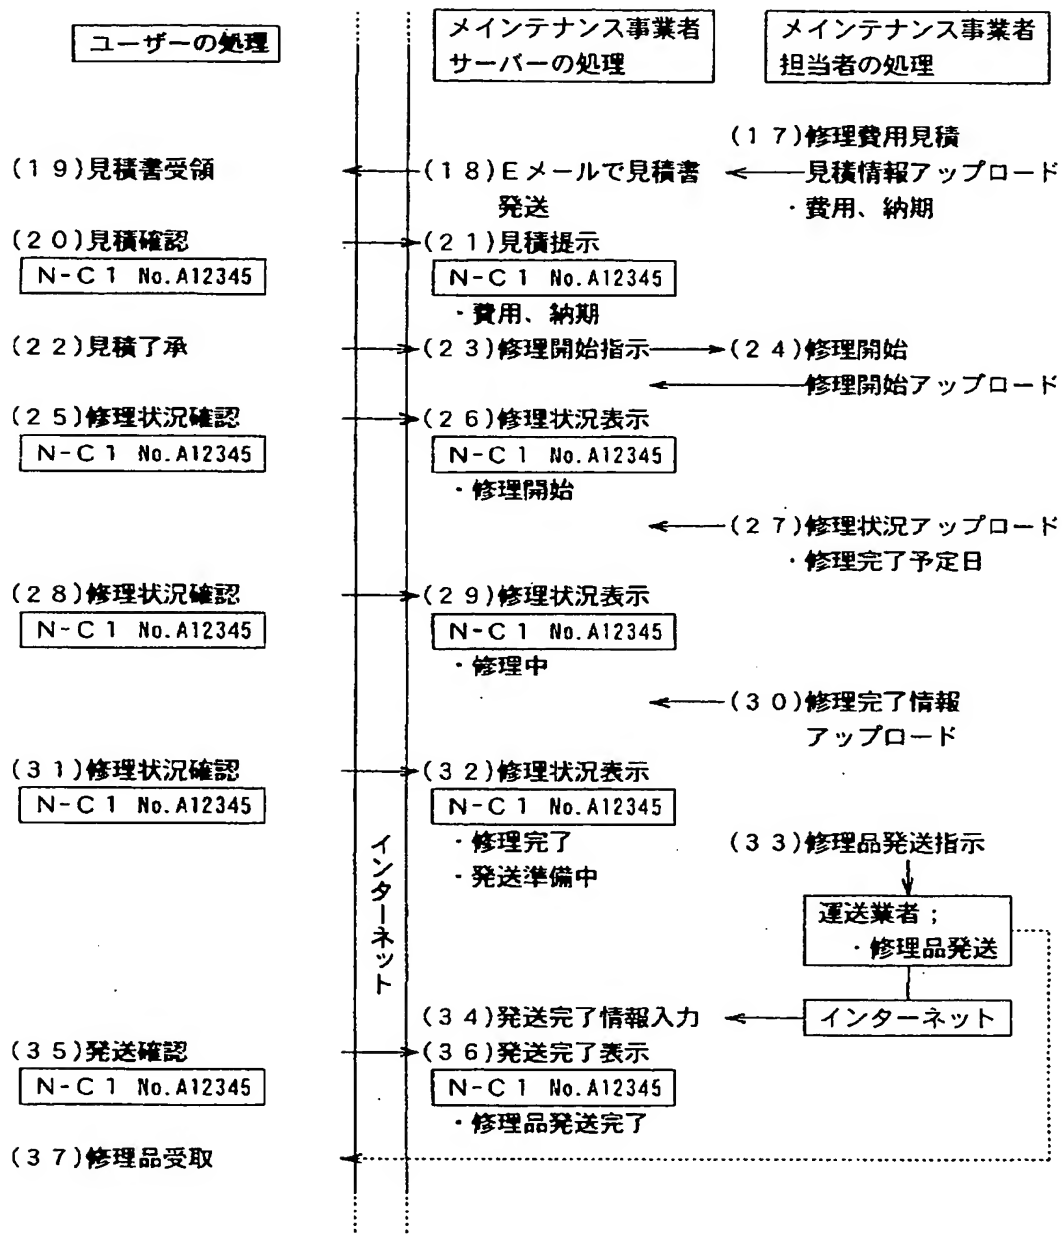 ユーザーの処理
メインテナンス事業者
サーバーの処理
メインテナンス事業者
担当者の処理
(17)修理費用見積
(19)見積書受領
(18)Eメールで見積書
見積情報アップロード
発送
・費用、納期
(20)見積確認
(21)見積提示
N-C1 No.A12345
N-C1 No.A12345
・費用、納期
(22)見積了承
(23)修理開始指示
(24)修理開始
修理開始アップロード
(25)修理状況確認
(26)修理状況表示
N-C1 No.A12345
N-C1 No.A12345
・修理開始
(27)修理状況アップロード
・修理完了予定日
(28)修理状況確認
(29)修理状況表示
N-C1 No.A12345
N-C1 No.A12345
・修理中
(30)修理完了情報
アップロード
(31)修理状況確認
(32)修理状況表示
N-C1 No.A12345
N-C1 No.A12345
・修理完了
・発送準備中
(33)修理品発送指示
インターネット
運送業者;
・修理品発送
(34)発送完了情報入力
インターネット
(35)発送確認
(36)発送完了表示
N-C1 No.A12345
N-C1 No.A12345
・修理品発送完了
(37)修理品受取